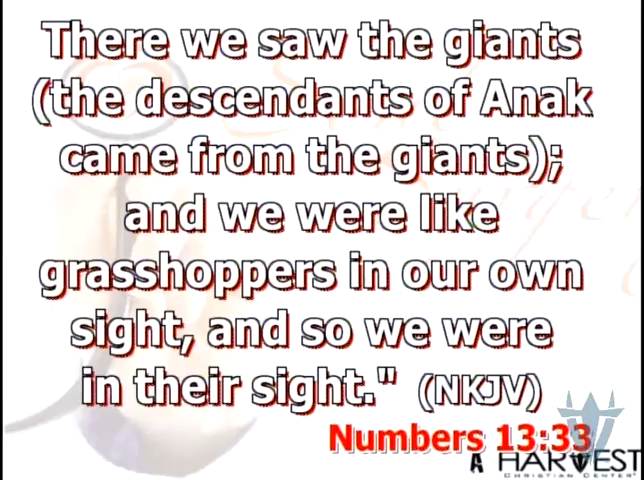 There we saw the giants
(the descendants of Anak
came from the giants);
and we were like
grasshoppers in our own
sight, and so we were
in their sight." (NKJV)
Numbers 13:33
A HARVEST
CHRISTIAN CENTER